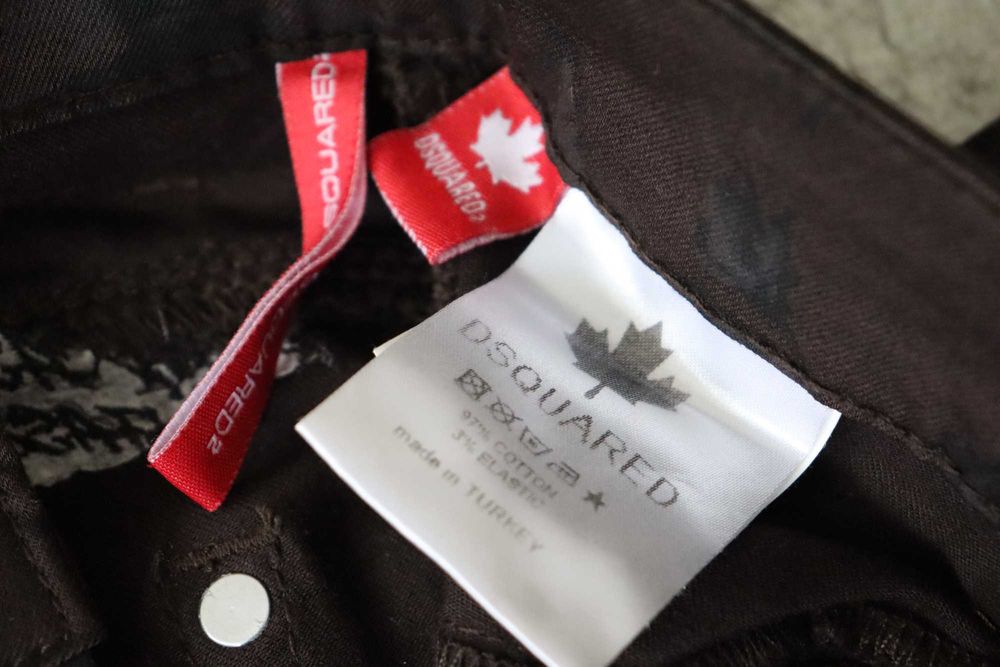 DSQUARED2
DSQUARED2
DSQUARED2
DSQUARED
97% COTTON
3% ELASTIC
made in TURKEY